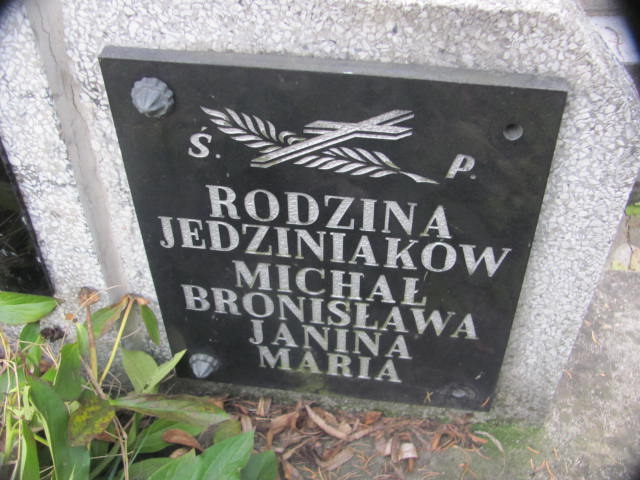 Ś. P.
RODZINA
JEDZINIAKÓW
MICHAŁ
BRONISŁAWA
JANINA
MARIA